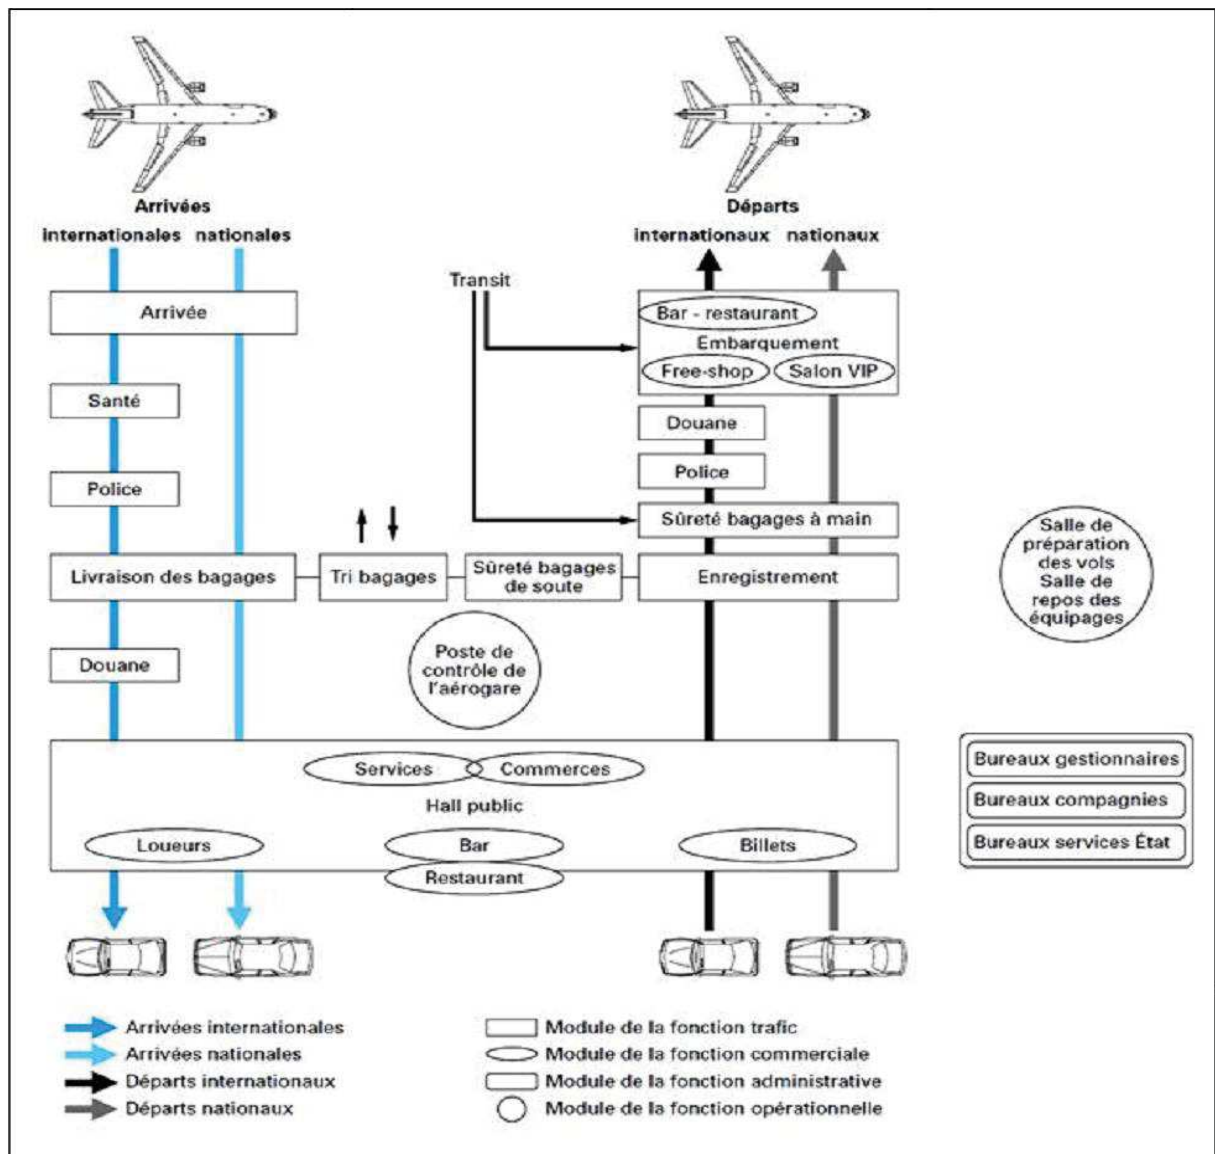 Arrivées
internationales nationales
Départs
internationaux nationaux
Transit
Arrivée
Bar - restaurant
Embarquement
Free-shop
Salon VIP
Santé
Douane
Police
Police
Sûreté bagages à main
Livraison des bagages
Tri bagages
Sûreté bagages
de soute
Enregistrement
Salle de
préparation
des vols
Salle de
repos des
équipages
Douane
Poste de
contrôle de
l'aérogare
Services
Commerces
Hall public
Loueurs
Bar
Restaurant
Billets
Bureaux gestionnaires
Bureaux compagnies
Bureaux services État
Arrivées internationales
Arrivées nationales
Départs internationaux
Départs nationaux
Module de la fonction trafic
Module de la fonction commerciale
Module de la fonction administrative
Module de la fonction opérationnelle